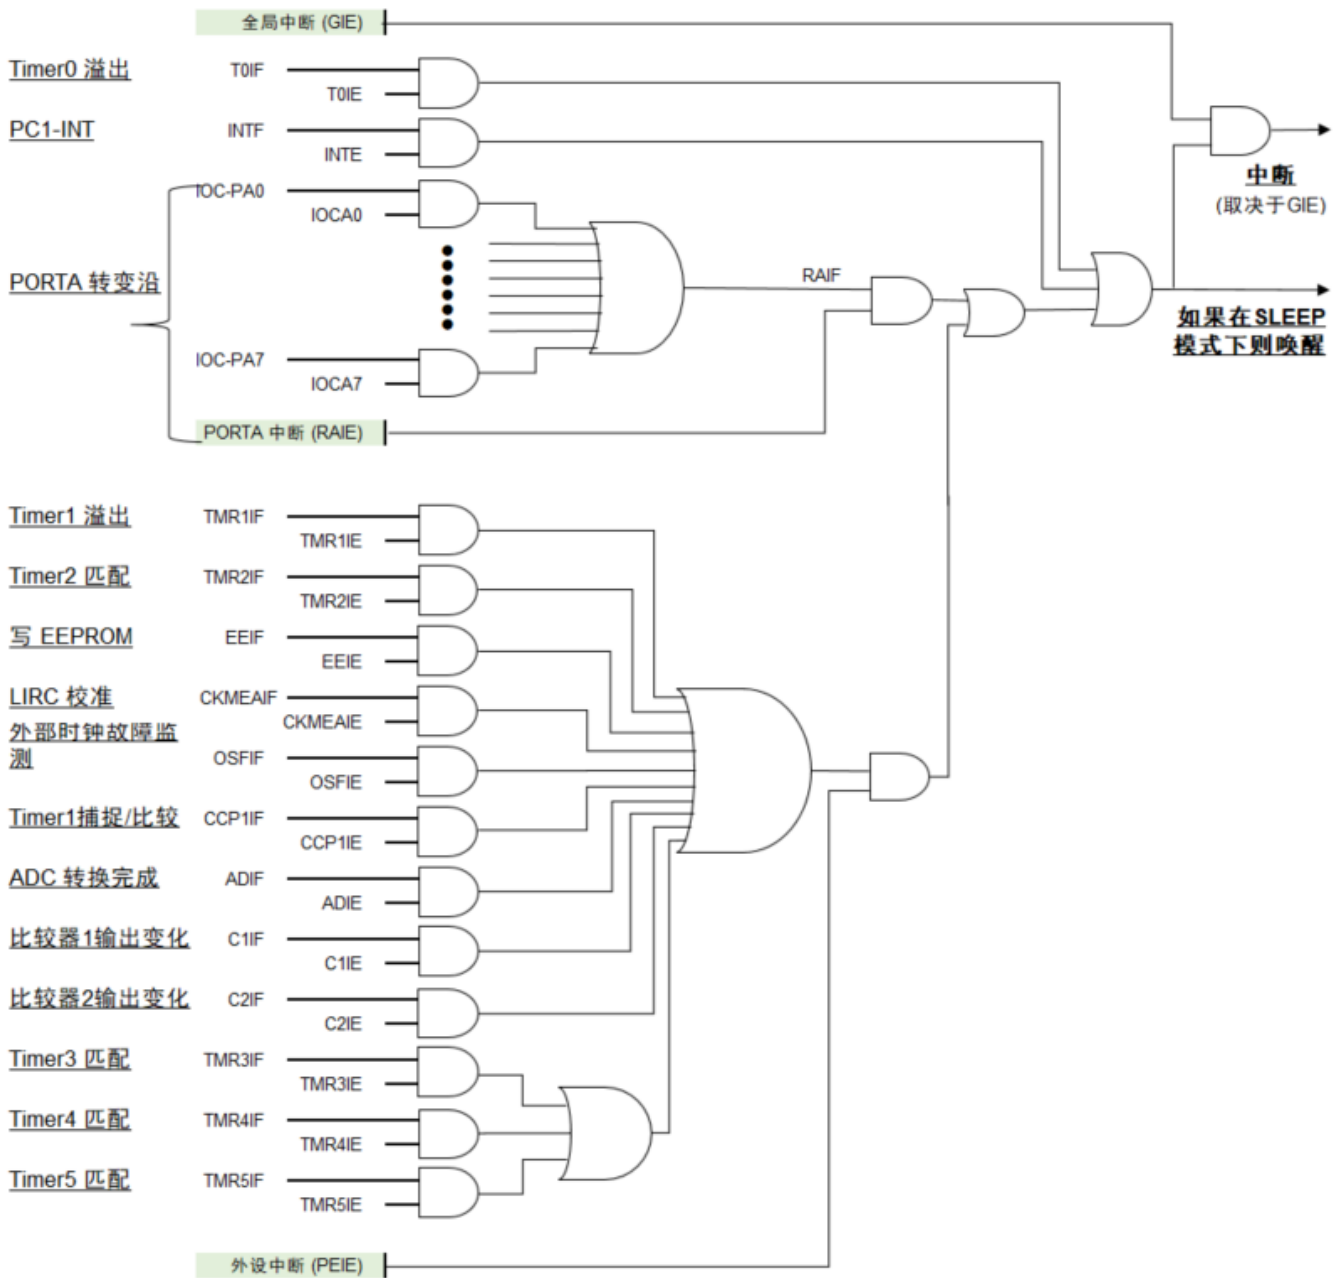 全局中断 (GIE)
Timer0 溢出
T0IF
T0IE
PC1-INT
INTF
INTE
IOC-PA0
IOCA0
PORTA 转变沿
IOC-PA7
IOCA7
RAIF
PORTA 中断 (RAIE)
中断
(取决于GIE)
如果在SLEEP
模式下则唤醒
Timer1 溢出
TMR1IF
TMR1IE
Timer2 匹配
TMR2IF
TMR2IE
写 EEPROM
EEIF
EEIE
LIRC 校准
CKMEAIF
CKMEAIE
外部时钟故障监
测
OSFIF
OSFIE
Timer1捕捉/比较
CCP1IF
CCP1IE
ADC 转换完成
ADIF
ADIE
比较器1输出变化
C1IF
C1IE
比较器2输出变化
C2IF
C2IE
Timer3 匹配
TMR3IF
TMR3IE
Timer4 匹配
TMR4IF
TMR4IE
Timer5 匹配
TMR5IF
TMR5IE
外设中断 (PEIE)